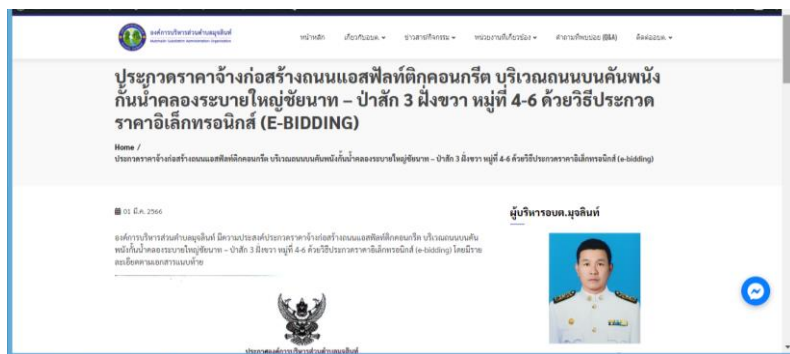 องค์การบริหารส่วนตำบลมุจลินท์
หน้าหลัก เกี่ยวกับอบต. ข่าวสาร/กิจกรรม หน่วยงานที่เกี่ยวข้อง คำถามที่พบบ่อย (Q&A) ติดต่ออบต.
ประกวดราคาจ้างก่อสร้างถนนแอสฟัลท์ติกคอนกรีต บริเวณถนนบนคันพนัง
กั้นน้ำคลองระบายใหญ่ชัยนาท – ป่าสัก 3 ฝั่งขวา หมู่ที่ 4-6 ด้วยวิธีประกวด
ราคาอิเล็กทรอนิกส์ (E-BIDDING)
Home /
ประกวดราคาจ้างก่อสร้างถนนแอสฟัลท์ติกคอนกรีต บริเวณถนนบนคันพนังกั้นน้ำคลองระบายใหญ่ชัยนาท – ป่าสัก 3 ฝั่งขวา หมู่ที่ 4-6 ด้วยวิธีประกวดราคาอิเล็กทรอนิกส์ (e-bidding)
01 มี.ค. 2566
ผู้บริหารอบต.มุจลินท์
องค์การบริหารส่วนตำบลมุจลินท์ มีความประสงค์ประกวดราคาจ้างก่อสร้างถนนแอสฟัลท์ติกคอนกรีต บริเวณถนนบนคัน
พนังกั้นน้ำคลองระบายใหญ่ชัยนาท – ป่าสัก 3 ฝั่งขวา หมู่ที่ 4-6 ด้วยวิธีประกวดราคาอิเล็กทรอนิกส์ (e-bidding) โดยมีราย
ละเอียดตามเอกสารแนบท้าย
ประกาศองค์การบริหารส่วนตำบลมุจลินท์